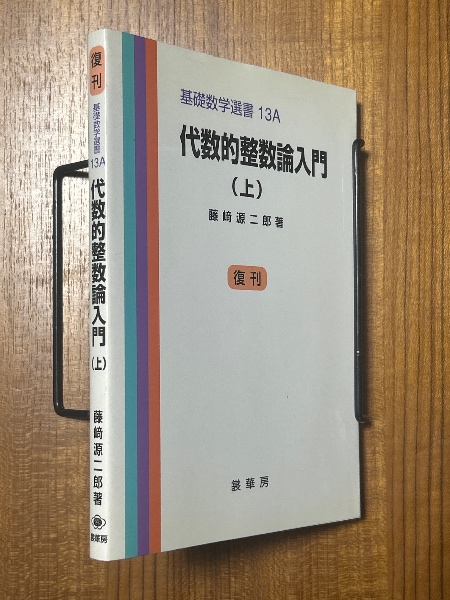 復刊
基礎数学選書 13A
代数的整数論入門
(上)
藤﨑源二郎著
裳華房
基礎数学選書 13A
代数的整数論入門
(上)
藤﨑源二郎著
復刊
裳華房